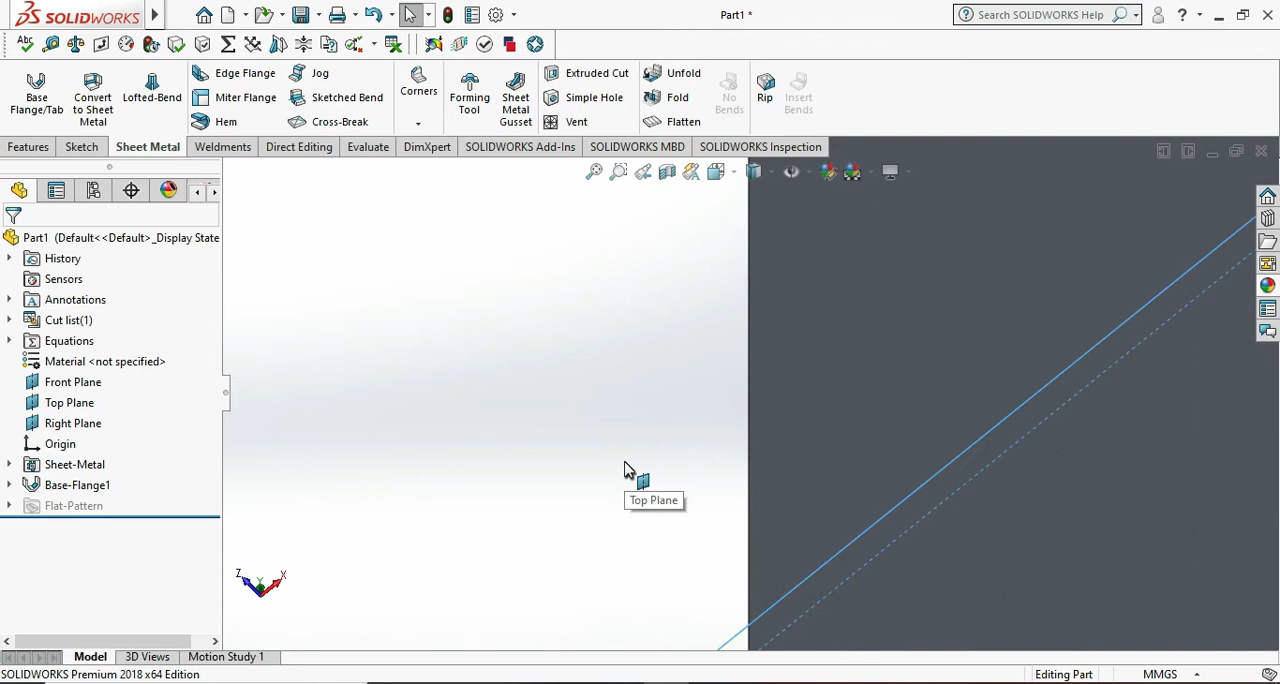 SOLIDWORKS
Part1 *
Search SOLIDWORKS Help
Base Flange/Tab
Convert to Sheet Metal
Lofted-Bend
Edge Flange
Miter Flange
Hem
Jog
Sketched Bend
Cross-Break
Corners
Forming Tool
Sheet Metal Gusset
Extruded Cut
Simple Hole
Vent
Unfold
Fold
Flatten
No Bends
Rip
Insert Bends
Features
Sketch
Sheet Metal
Weldments
Direct Editing
Evaluate
DimXpert
SOLIDWORKS Add-Ins
SOLIDWORKS MBD
SOLIDWORKS Inspection
Part1 (Default<<Default>_Display State
History
Sensors
Annotations
Cut list(1)
Equations
Material <not specified>
Front Plane
Top Plane
Right Plane
Origin
Sheet-Metal
Base-Flange1
Flat-Pattern
Top Plane
Z
Y
X
Model
3D Views
Motion Study 1
SOLIDWORKS Premium 2018 x64 Edition
Editing Part
MMGS